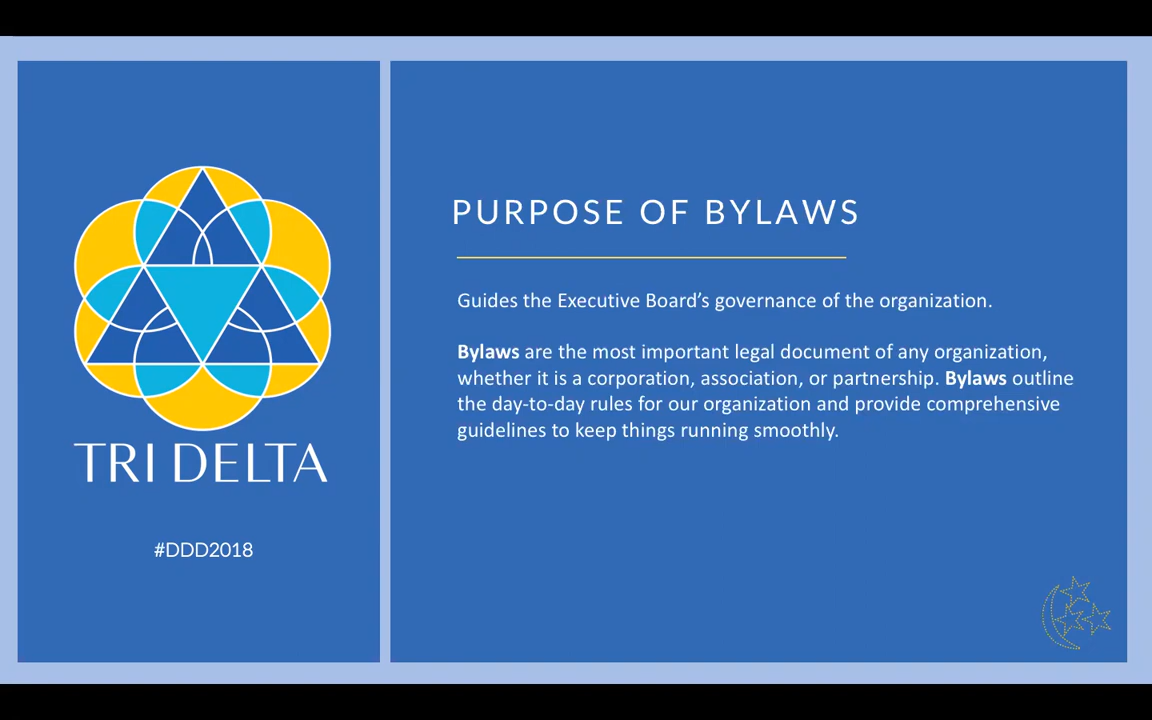 TRI DELTA
#DDD2018
PURPOSE OF BYLAWS
Guides the Executive Board’s governance of the organization.
Bylaws are the most important legal document of any organization,
whether it is a corporation, association, or partnership. Bylaws outline
the day-to-day rules for our organization and provide comprehensive
guidelines to keep things running smoothly.